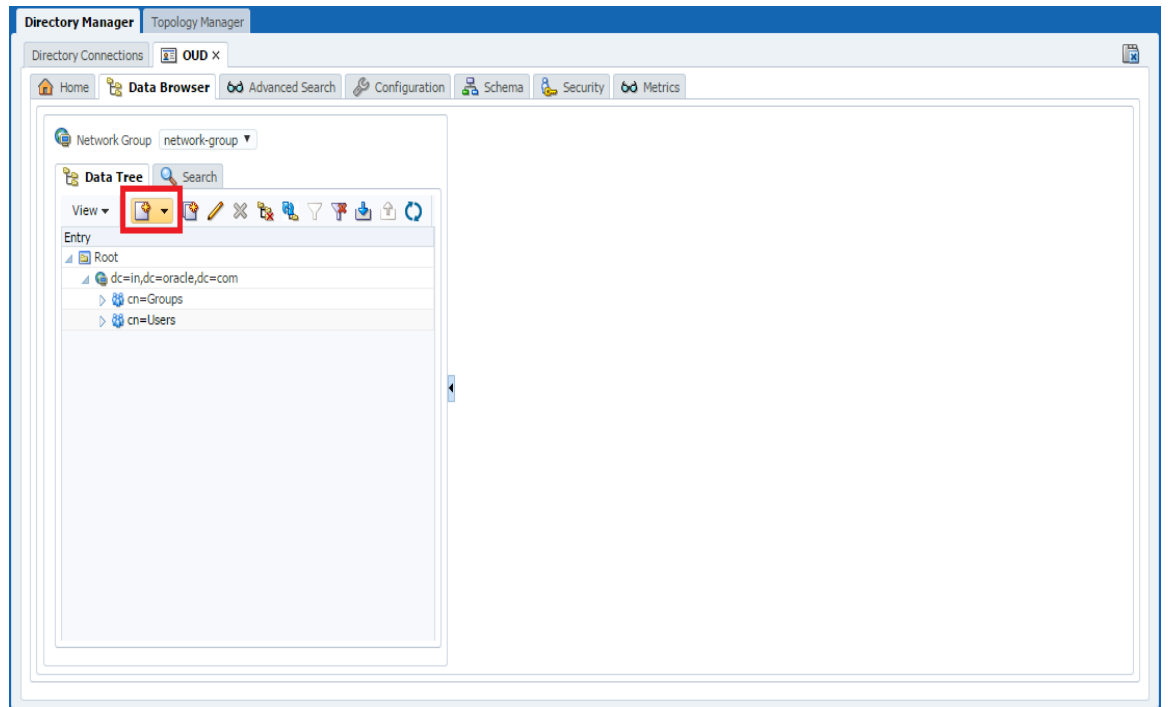 Directory Manager Topology Manager
Directory Connections OUD ×
Home Data Browser Advanced Search Configuration Schema Security Metrics
Network Group network-group
Data Tree Search
View
Entry
Root
dc=in,dc=oracle,dc=com
cn=Groups
cn=Users